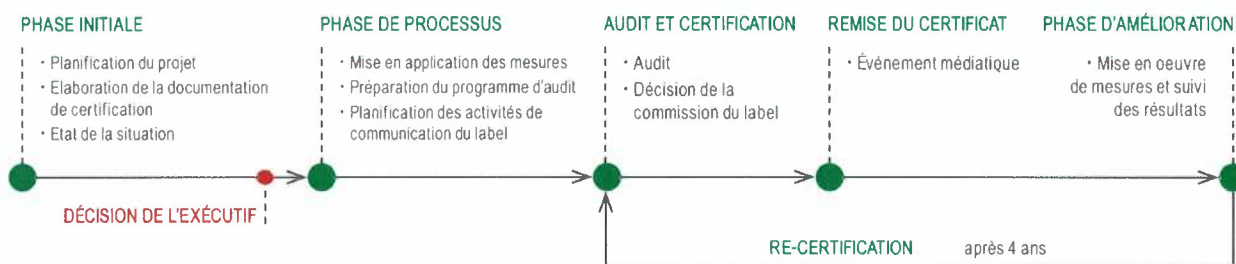 PHASE INITIALE
· Planification du projet
· Elaboration de la documentation
de certification
· Etat de la situation
PHASE DE PROCESSUS
· Mise en application des mesures
· Préparation du programme d'audit
· Planification des activités de
communication du label
AUDIT ET CERTIFICATION
· Audit
· Décision de la
commission du label
REMISE DU CERTIFICAT
· Événement médiatique
PHASE D'AMÉLIORATION
· Mise en oeuvre
de mesures et suivi
des résultats
DÉCISION DE L'EXÉCUTIF
RE-CERTIFICATION après 4 ans